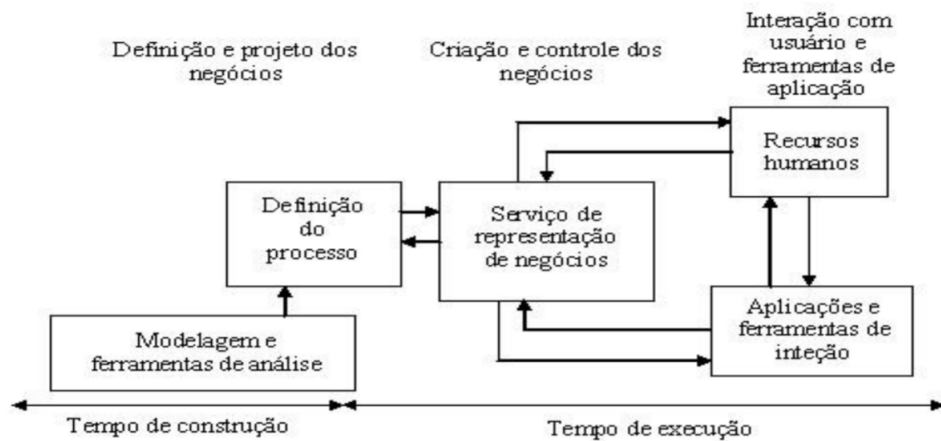 Definição e projeto dos
negócios
Criação e controle dos
negócios
Interação com
usuário e
ferramentas de
aplicação
Recursos
humanos
Definição
do
processo
Serviço de
representação
de negócios
Modelagem e
ferramentas de análise
Aplicações e
ferramentas de
inteção
Tempo de construção
Tempo de execução